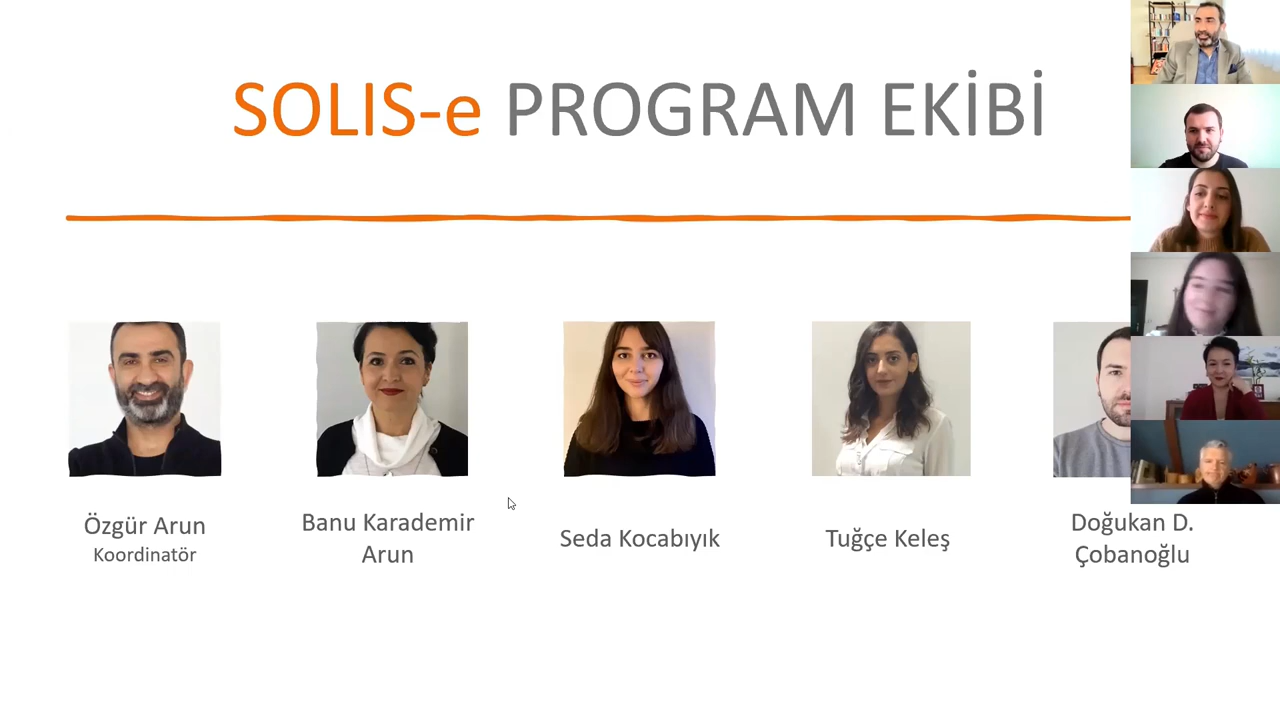 SOLIS-e PROGRAM EKİBİ
Özgür Arun
Koordinatör
Banu Karademir
Arun
Seda Kocabıyık
Tuğçe Keleş
Doğukan D.
Çobanoğlu